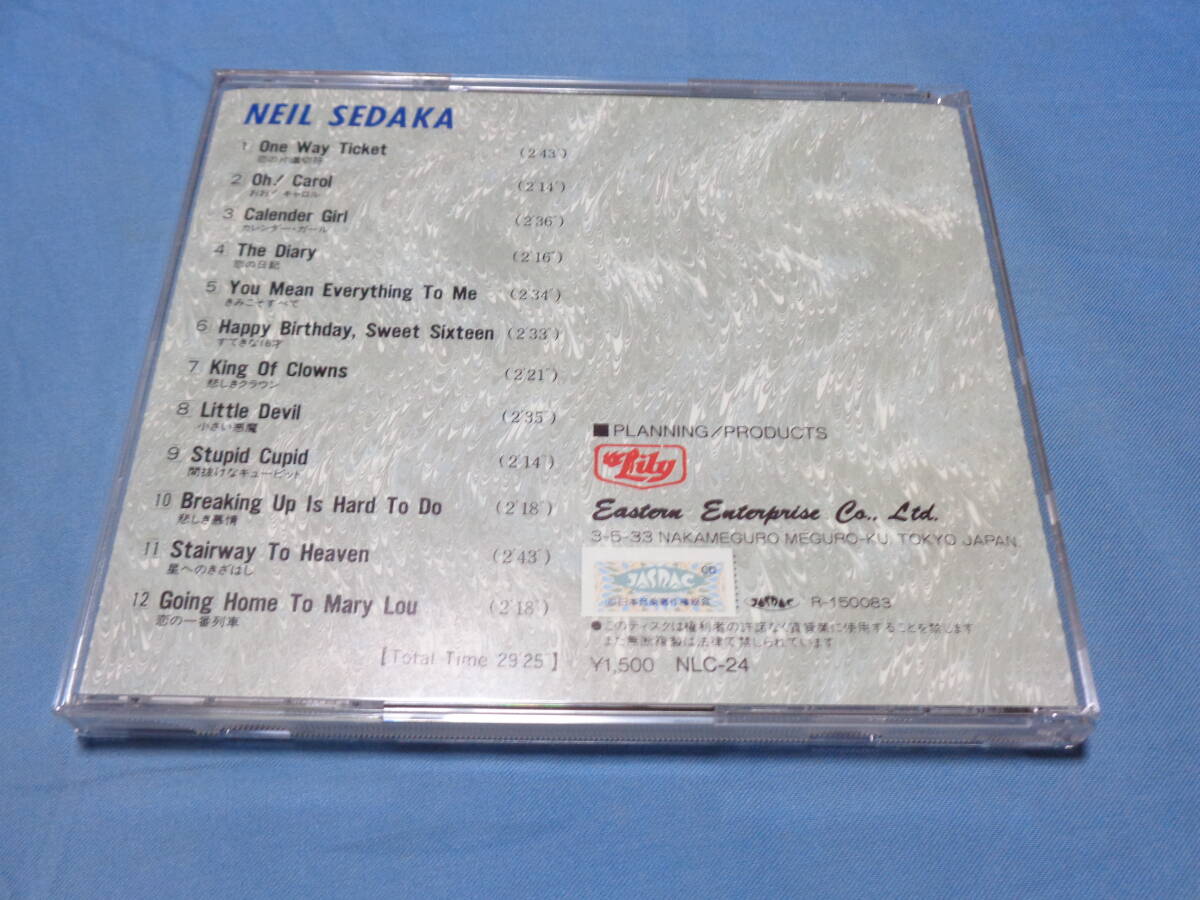 NEIL SEDAKA
1 One Way Ticket (2'43")
恋の片道切符
2 Oh! Carol (2'14")
おお!キャロル
3 Calender Girl (2'36")
カレンダー・ガール
4 The Diary (2'16")
恋の日記
5 You Mean Everything To Me (2'34")
きみこそすべて
6 Happy Birthday, Sweet Sixteen (2'33")
すてきな16才
7 King Of Clowns (2'21")
悲しきクラウン
8 Little Devil (2'35")
小さい悪魔
9 Stupid Cupid (2'14")
間抜けなキューピット
10 Breaking Up Is Hard To Do (2'18")
悲しき慕情
11 Stairway To Heaven (2'43")
星へのきざはし
12 Going Home To Mary Lou (2'18")
恋の一番列車
[Total Time 29'25"]
■PLANNING/PRODUCTS
Lily
Eastern Enterprise Co., Ltd.
3-5-33 NAKAMEGURO MEGURO-KU, TOKYO JAPAN
JASRAC
JASRAC R-150083
●このディスクは権利者の許諾なく賃貸業に使用することを禁じます
また無断複製は法律で禁じられています
¥1,500 NLC-24